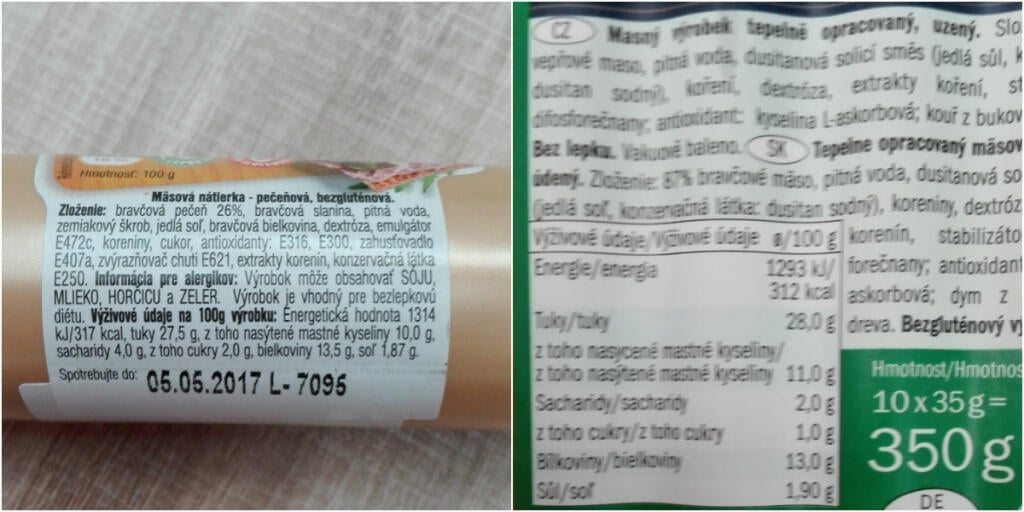 Hmotnosť: 100 g
Mäsová nátierka - pečeňová, bezgluténová.
Zloženie: bravčová pečeň 26%, bravčová slanina, pitná voda,
zemiakový škrob, jedlá soľ, bravčová bielkovina, dextróza, emulgátor
E472c, koreniny, cukor, antioxidanty: E316, E300, zahusťovadlo
E407a, zvýrazňovač chuti E621, extrakty korenín, konzervačná látka
E250. Informácia pre alergikov: Výrobok môže obsahovať SÓJU,
MLIEKO, HORČICU a ZELER. Výrobok je vhodný pre bezlepkovú
diétu. Výživové údaje na 100g výrobku: Energetická hodnota 1314
kJ/317 kcal, tuky 27,5 g, z toho nasýtené mastné kyseliny 10,0 g,
sacharidy 4,0 g, z toho cukry 2,0 g, bielkoviny 13,5 g, soľ 1,87 g.
Spotrebujte do: 05.05.2017 L- 7095
CZ Masný výrobek tepelně opracovaný, uzený. Slo
vepřové maso, pitná voda, dusitanová solicí směs (jedlá sůl, k
dusitan sodný), koření, dextróza, extrakty koření, st
difosforečnany; antioxidant: kyselina L-askorbová; kouř z bukov
Bez lepku. Vakuově baleno. SK Tepelne opracovaný mäsov
údený. Zloženie: 87% bravčové mäso, pitná voda, dusitanová so
(jedlá soľ, konzervačná látka: dusitan sodný), koreniny, dextróz
korenín, stabilizáto
forečnany; antioxidant
askorbová; dym z
dreva. Bezgluténový vý
Výživové údaje/Výživové údaje g/100 g
Energie/energia 1293 kJ/
312 kcal
Tuky/tuky 28,0 g
z toho nasycené mastné kyseliny/
z toho nasýtené mastné kyseliny 11,0 g
Sacharidy/sacharidy 2,0 g
z toho cukry/z toho cukry 1,0 g
Bílkoviny/bielkoviny 13,0 g
Sůl/soľ 1,90 g
Hmotnost/Hmotnos
10 x 35 g =
350 g
DE